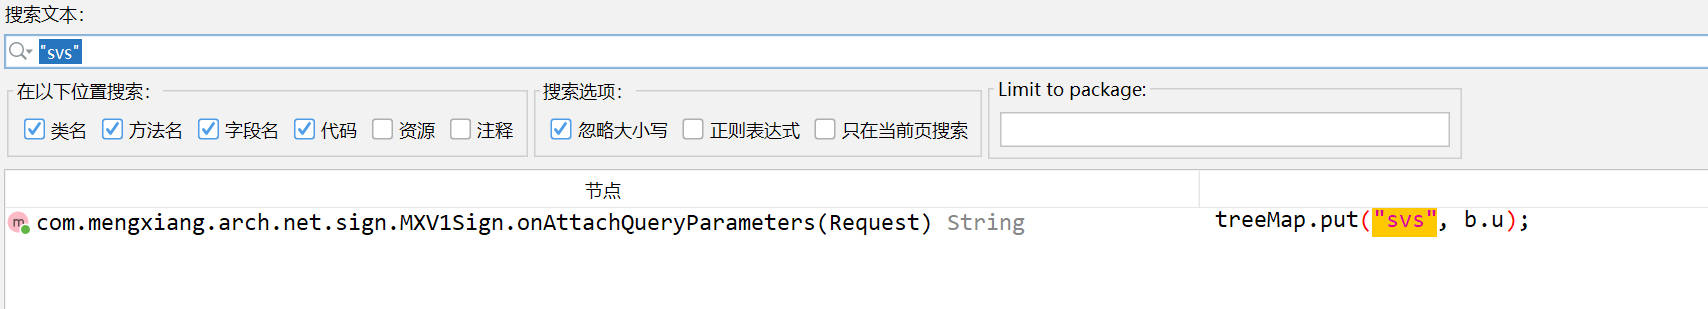 搜索文本：
"svs"
在以下位置搜索：
类名 方法名 字段名 代码 资源 注释
搜索选项：
忽略大小写 正则表达式 只在当前页搜索
Limit to package:
节点
m com.mengxiang.arch.net.sign.MXV1Sign.onAttachQueryParameters(Request) String treeMap.put("svs", b.u);